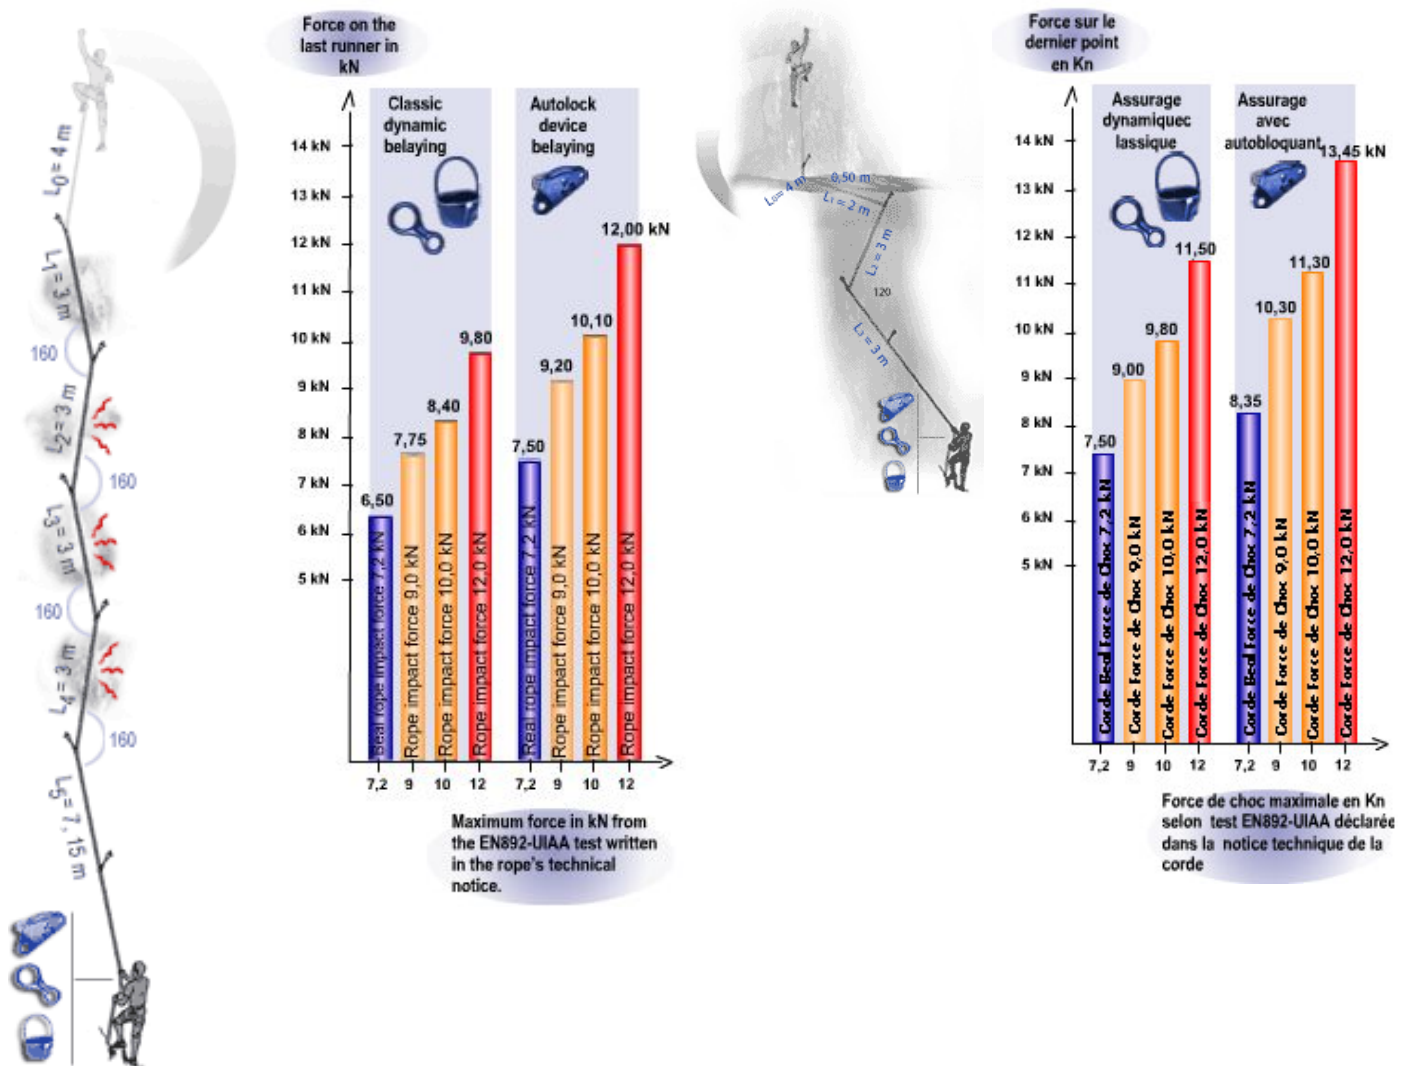 L0 = 4 m
L1 = 3 m
160
L2 = 3 m
160
L3 = 3 m
160
L4 = 3 m
160
L5 = 7, 15 m
Force on the
last runner in
kN
Classic
dynamic
belaying
Autolock
device
belaying
14 kN
13 kN
12 kN
11 kN
10 kN
9 kN
8 kN
7 kN
6 kN
5 kN
6,50
7,75
8,40
9,80
7,50
9,20
10,10
12,00 kN
Beal rope impact force 7,2 kN
Rope impact force 9,0 kN
Rope impact force 10,0 kN
Rope impact force 12,0 kN
Beal rope impact force 7,2 kN
Rope impact force 9,0 kN
Rope impact force 10,0 kN
Rope impact force 12,0 kN
7,2 9 10 12 7,2 9 10 12
Maximum force in kN from
the EN892-UIAA test written
in the rope's technical
notice.
L0= 4 m
0,50 m
L1 = 2 m
L2 = 3 m
120
L3 = 3 m
Force sur le
dernier point
en Kn
Assurage
dynamiquec
lassique
Assurage
avec
autobloquant
14 kN
13 kN
12 kN
11 kN
10 kN
9 kN
8 kN
7 kN
6 kN
5 kN
7,50
9,00
9,80
11,50
8,35
10,30
11,30
13,45 kN
Corde Beal Force de Choc 7,2 kN
Corde Force de Choc 9,0 kN
Corde Force de Choc 10,0 kN
Corde Force de Choc 12,0 kN
Corde Beal Force de Choc 7,2 kN
Corde Force de Choc 9,0 kN
Corde Force de Choc 10,0 kN
Corde Force de Choc 12,0 kN
7,2 9 10 12 7,2 9 10 12
Force de choc maximale en Kn
selon test EN892-UIAA déclarée
dans la notice technique de la
corde